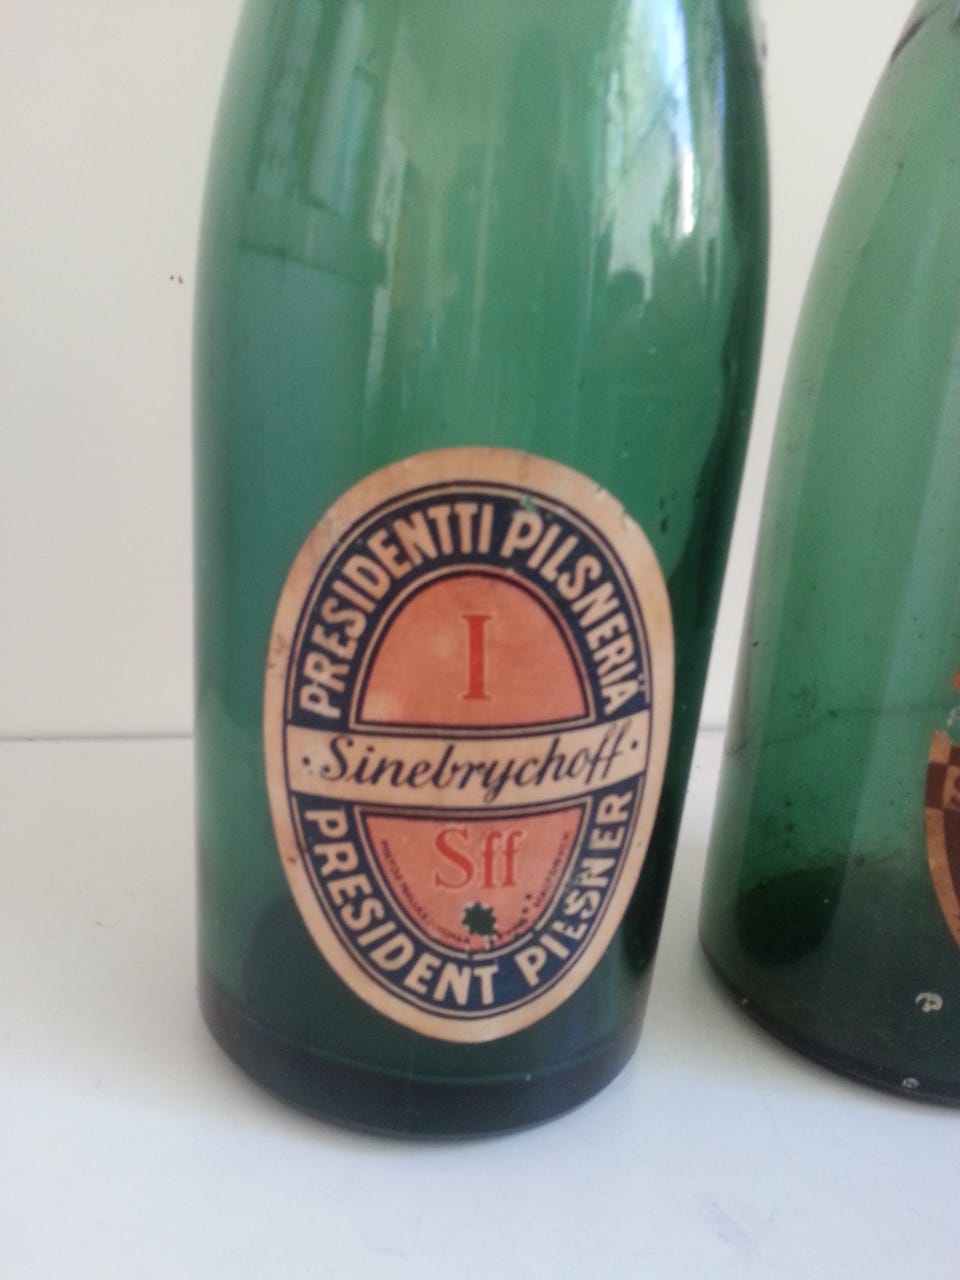 PRESIDENTTI PILSNERIÄ
I
Sinebrychoff
Sff
PRESIDENT PILSNER